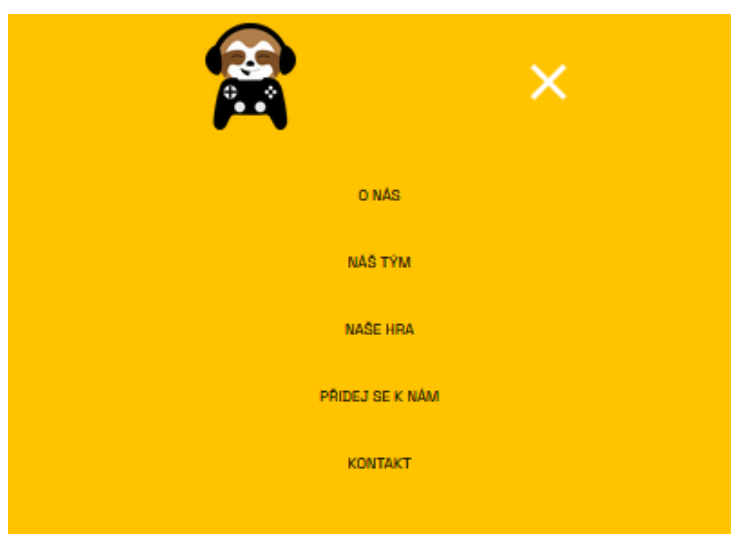 O NÁS
NÁŠ TÝM
NAŠE HRA
PŘIDEJ SE K NÁM
KONTAKT